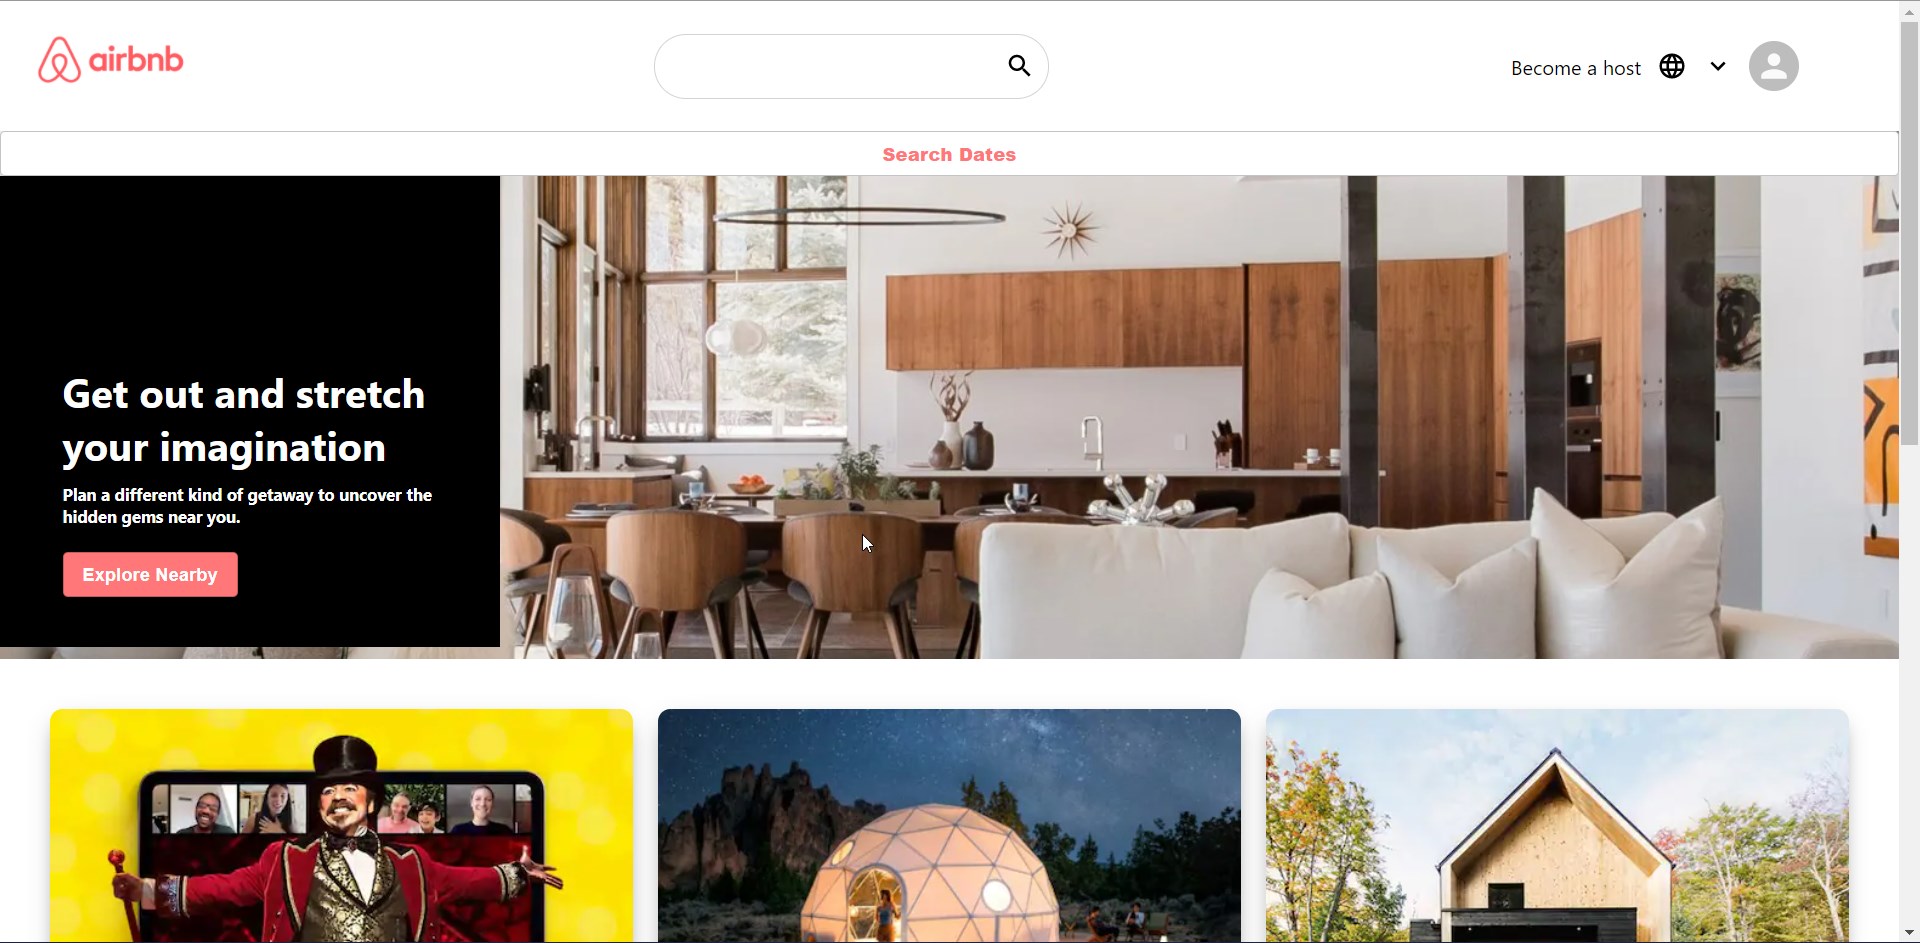 airbnb
Become a host
Search Dates
Get out and stretch
your imagination
Plan a different kind of getaway to uncover the
hidden gems near you.
Explore Nearby